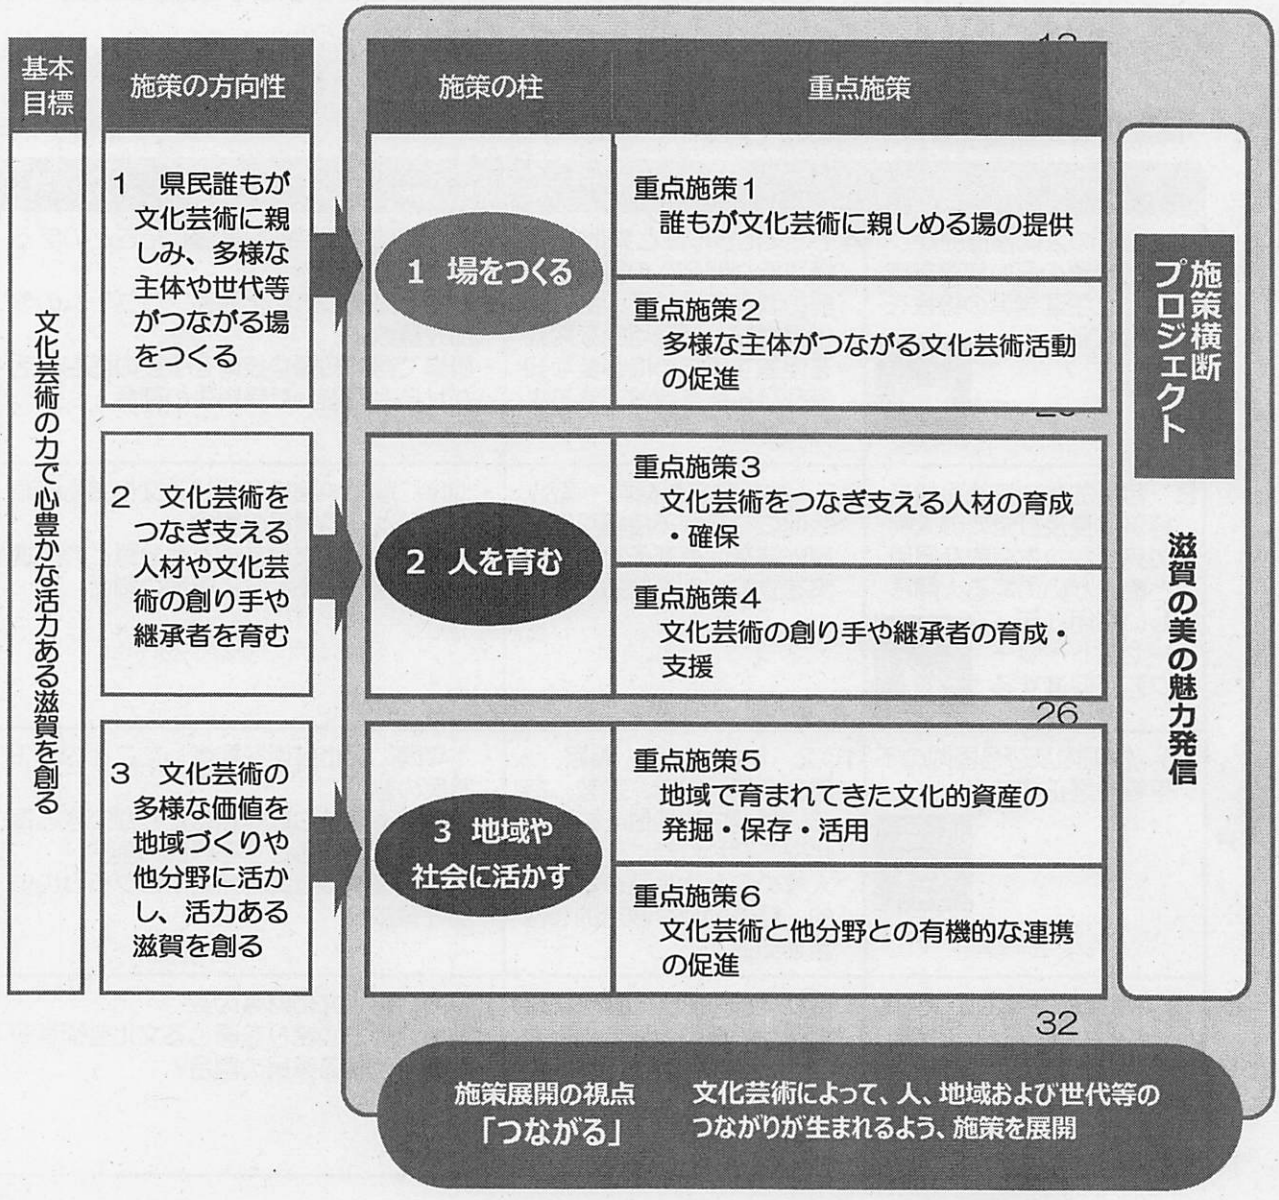 基本
目標
文化芸術の力で心豊かな活力ある滋賀を創る
施策の方向性
1 県民誰もが
文化芸術に親
しみ、多様な
主体や世代等
がつながる場
をつくる
2 文化芸術を
つなぎ支える
人材や文化芸
術の創り手や
継承者を育む
3 文化芸術の
多様な価値を
地域づくりや
他分野に活か
し、活力ある
滋賀を創る
施策の柱
重点施策
1 場をつくる
重点施策1
誰もが文化芸術に親しめる場の提供
重点施策2
多様な主体がつながる文化芸術活動
の促進
2 人を育む
重点施策3
文化芸術をつなぎ支える人材の育成
・確保
重点施策4
文化芸術の創り手や継承者の育成・
支援
26
3 地域や
社会に活かす
重点施策5
地域で育まれてきた文化的資産の
発掘・保存・活用
重点施策6
文化芸術と他分野との有機的な連携
の促進
32
施策横断
プロジェクト
滋賀の美の魅力発信
施策展開の視点
「つながる」
文化芸術によって、人、地域および世代等の
つながりが生まれるよう、施策を展開